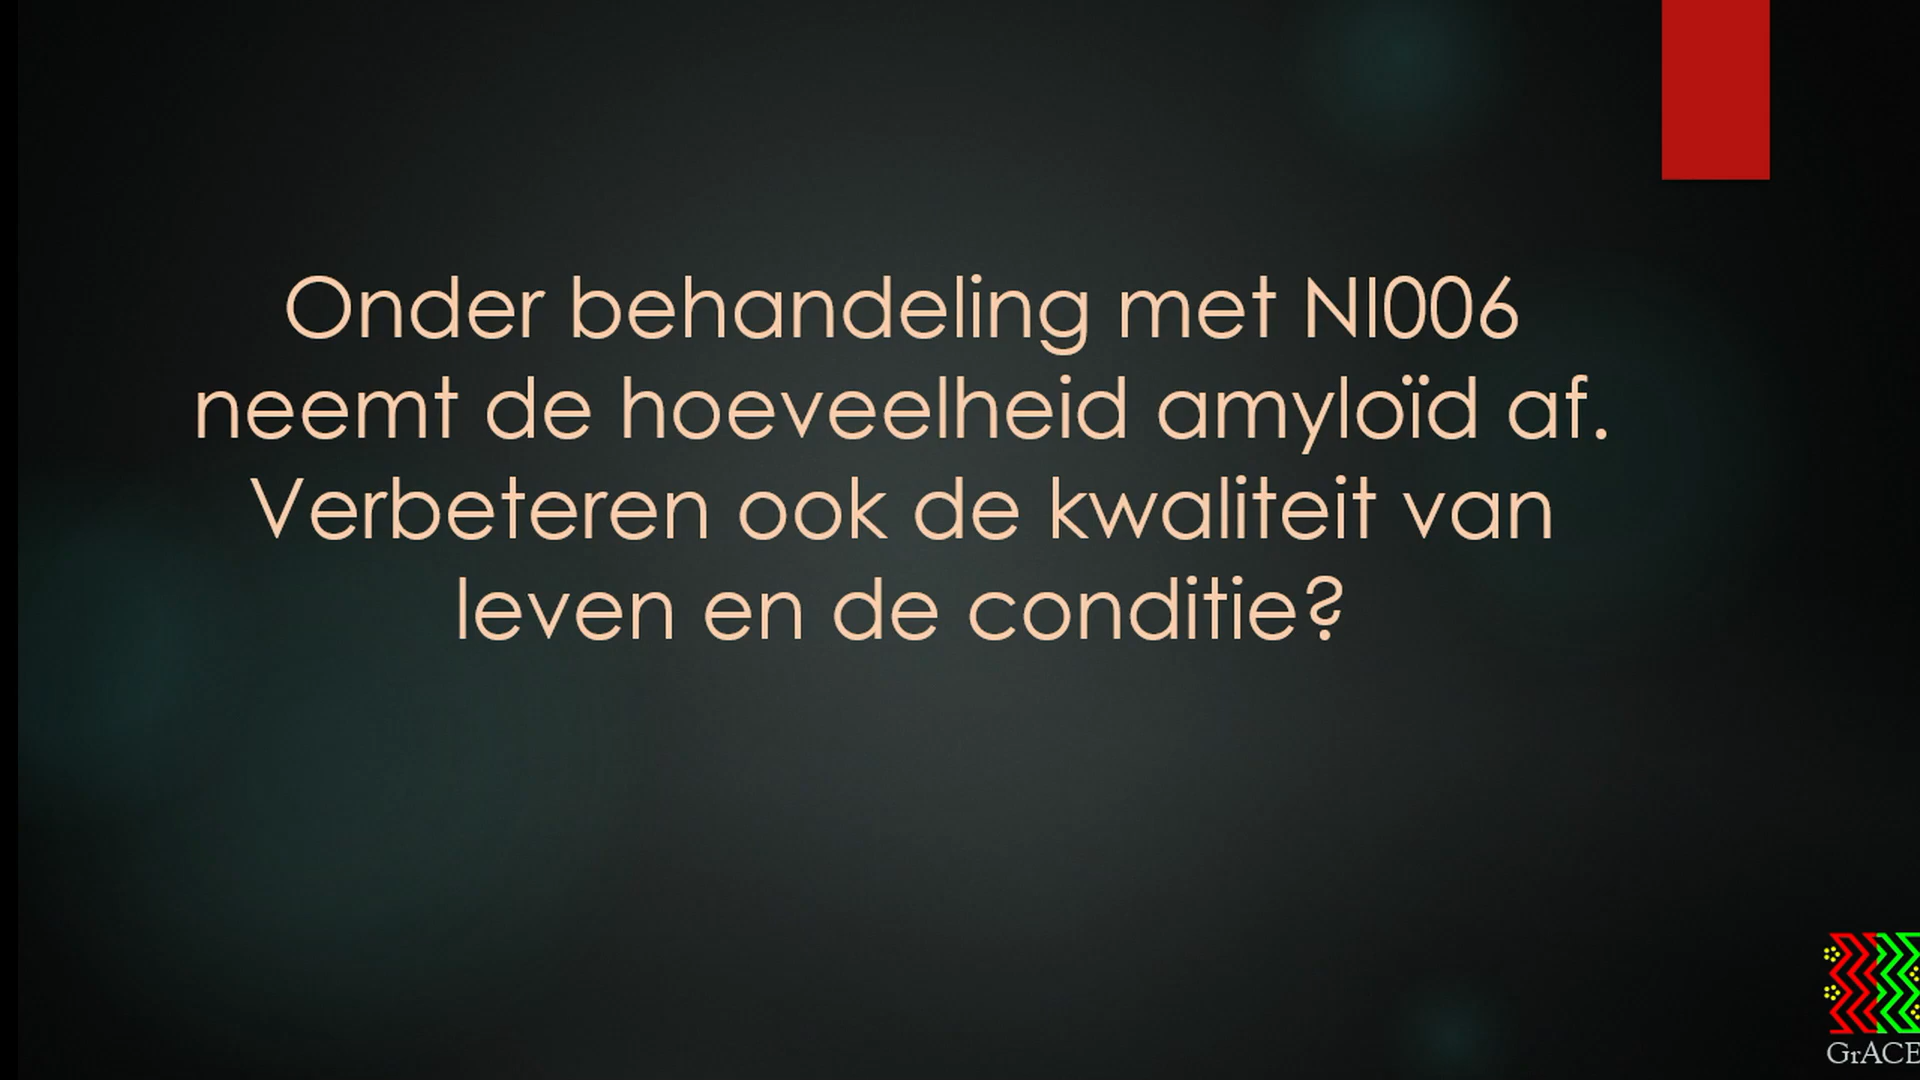 Onder behandeling met NI006
neemt de hoeveelheid amyloïd af.
Verbeteren ook de kwaliteit van
leven en de conditie?
GrACE